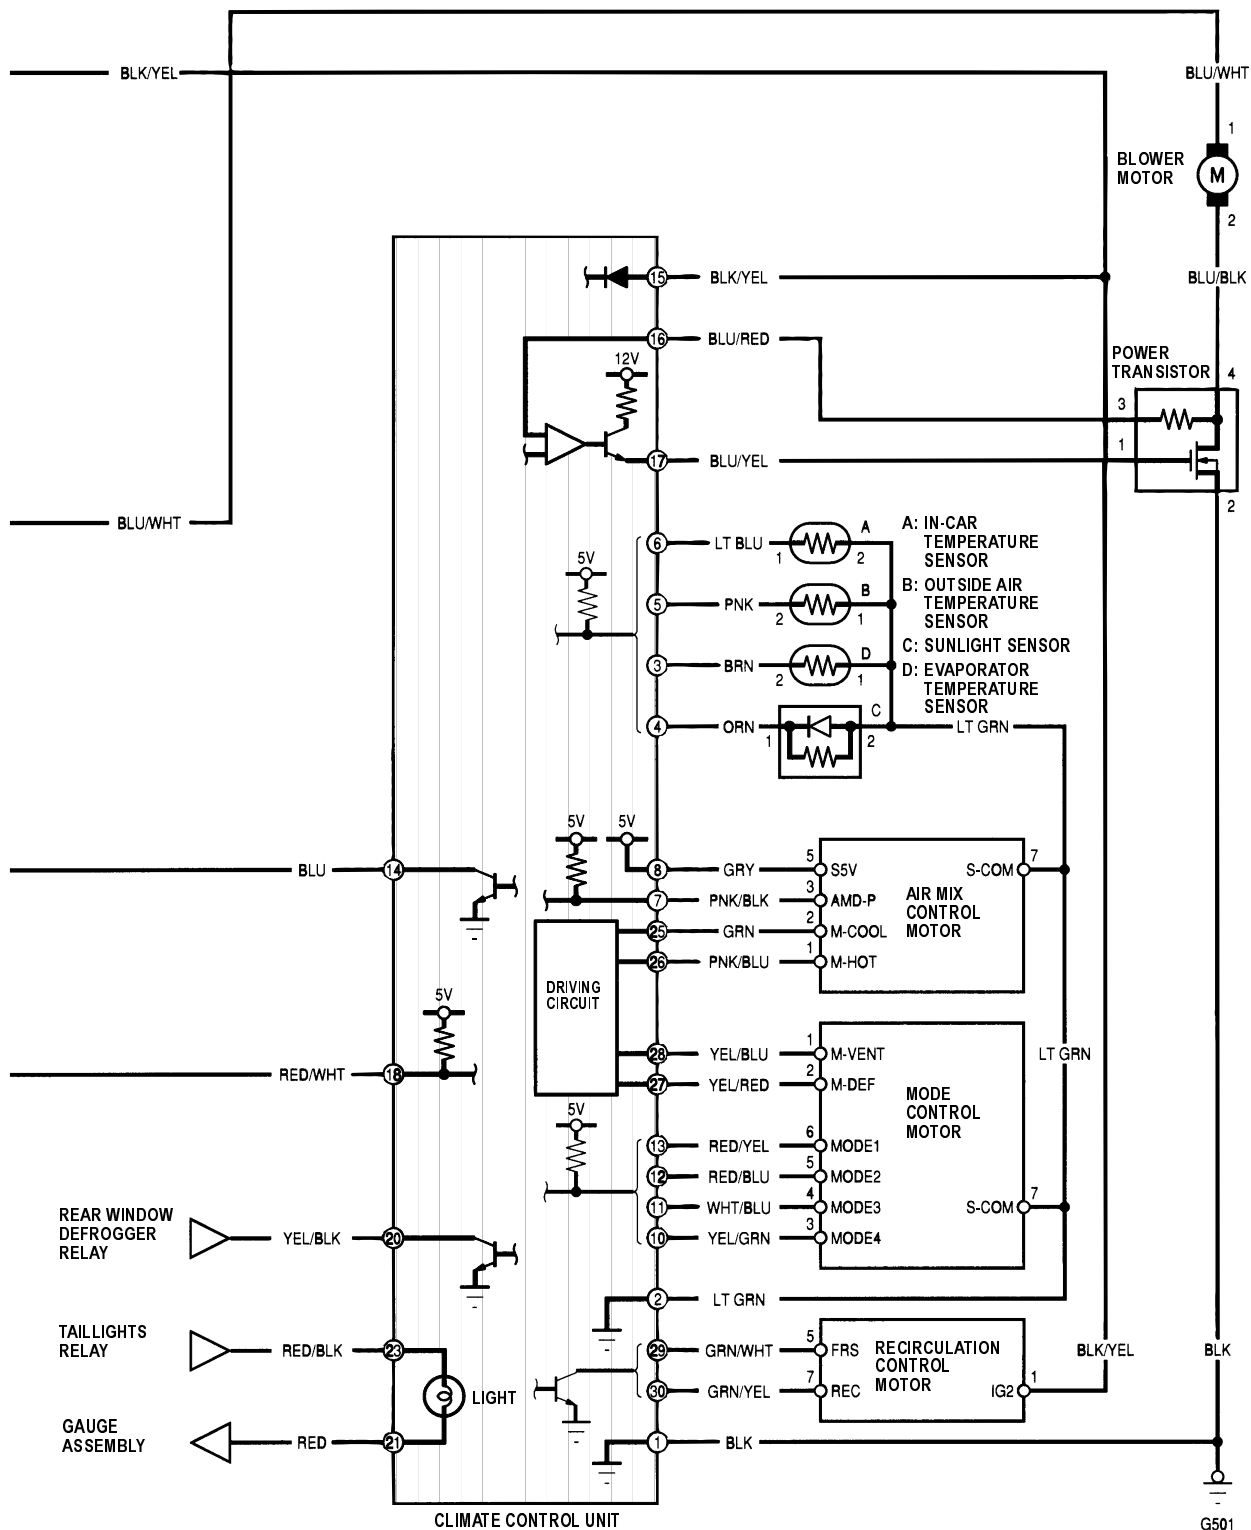 BLK/YEL
BLU/WHT
1
BLOWER
MOTOR
M
2
BLU/BLK
15
BLK/YEL
16
BLU/RED
12V
17
BLU/YEL
POWER
TRANSISTOR
4
3
1
2
BLU/WHT
6
LT BLU
1
A
2
5V
5
PNK
2
B
1
3
BRN
2
D
1
4
ORN
1
C
2
LT GRN
A: IN-CAR
TEMPERATURE
SENSOR
B: OUTSIDE AIR
TEMPERATURE
SENSOR
C: SUNLIGHT SENSOR
D: EVAPORATOR
TEMPERATURE
SENSOR
5V
5V
BLU
14
8
GRY
5
S5V
7
PNK/BLK
3
AMD-P
25
GRN
2
M-COOL
26
PNK/BLU
1
M-HOT
S-COM
7
AIR MIX
CONTROL
MOTOR
DRIVING
CIRCUIT
5V
RED/WHT
18
28
YEL/BLU
1
M-VENT
27
YEL/RED
2
M-DEF
MODE
CONTROL
MOTOR
LT GRN
5V
13
RED/YEL
6
MODE1
12
RED/BLU
5
MODE2
11
WHT/BLU
4
MODE3
10
YEL/GRN
3
MODE4
S-COM
7
REAR WINDOW
DEFROGGER
RELAY
YEL/BLK
20
2
LT GRN
TAILLIGHTS
RELAY
RED/BLK
23
LIGHT
29
GRN/WHT
5
FRS
30
GRN/YEL
7
REC
RECIRCULATION
CONTROL
MOTOR
IG2
1
BLK/YEL
BLK
GAUGE
ASSEMBLY
RED
21
1
BLK
CLIMATE CONTROL UNIT
G501